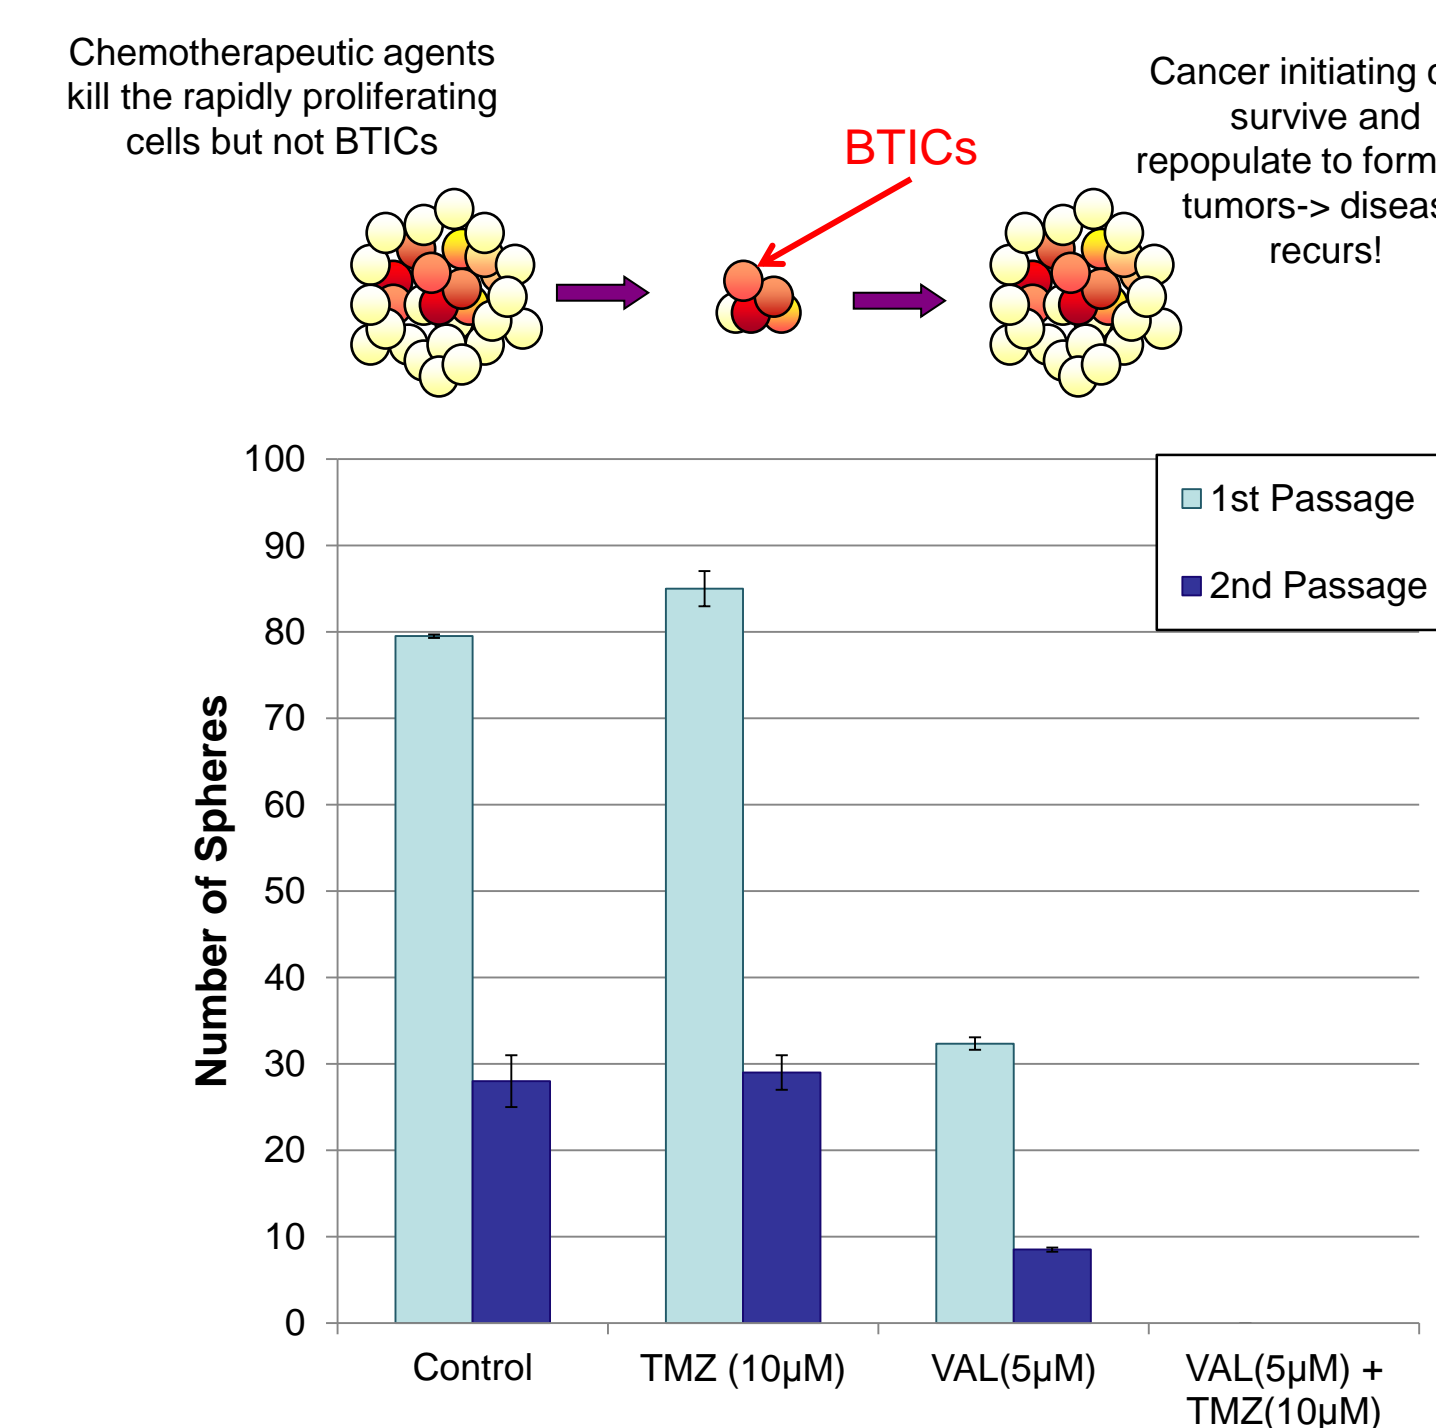 Chemotherapeutic agents
kill the rapidly proliferating
cells but not BTICs
BTICs
Cancer initiating
survive and
repopulate to form
tumors->
recurs!
100
90
80
70
60
50
40
30
20
10
0
Number of Spheres
1st Passage
2nd Passage
Control
TMZ (10µM)
VAL(5µM)
VAL(5µM) +
TMZ(10µM)